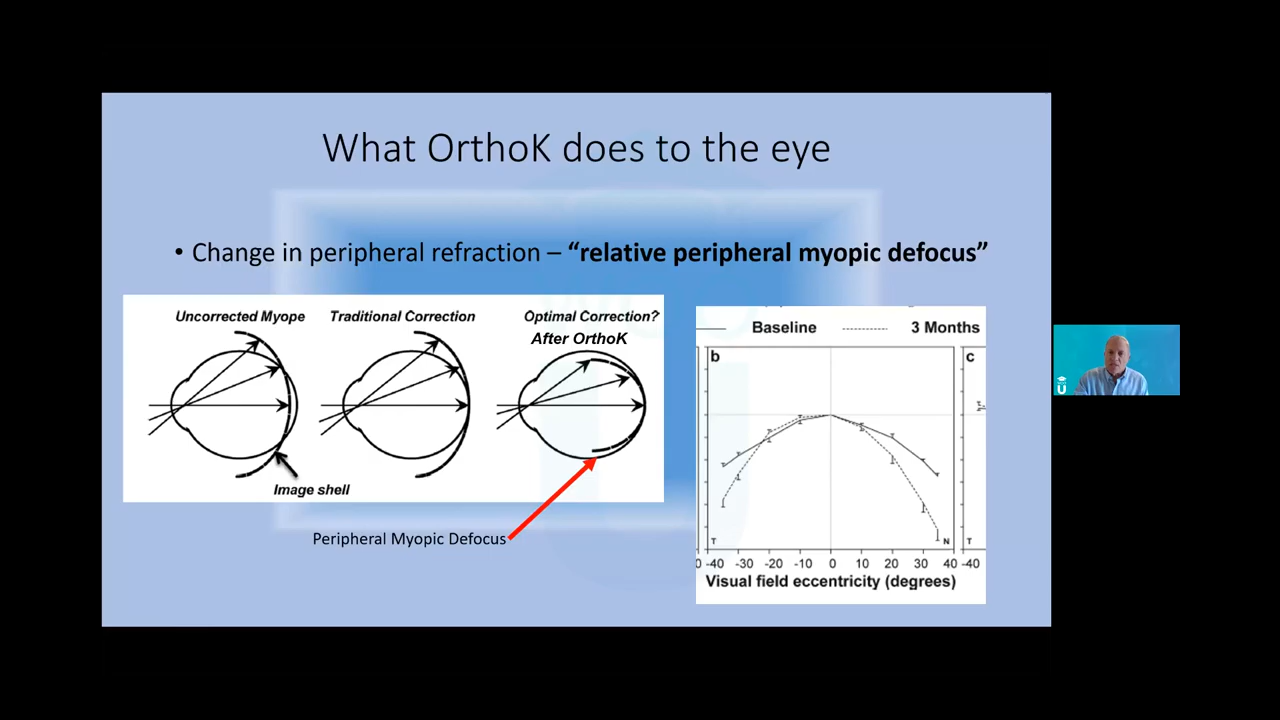 What OrthoK does to the eye
• Change in peripheral refraction – “relative peripheral myopic defocus”
Uncorrected Myope
Traditional Correction
Optimal Correction?
After OrthoK
Image shell
Peripheral Myopic Defocus
Baseline
3 Months
b
c
T
N
T
0 -40 -30 -20 -10 0 10 20 30 40 -40
Visual field eccentricity (degrees)
U